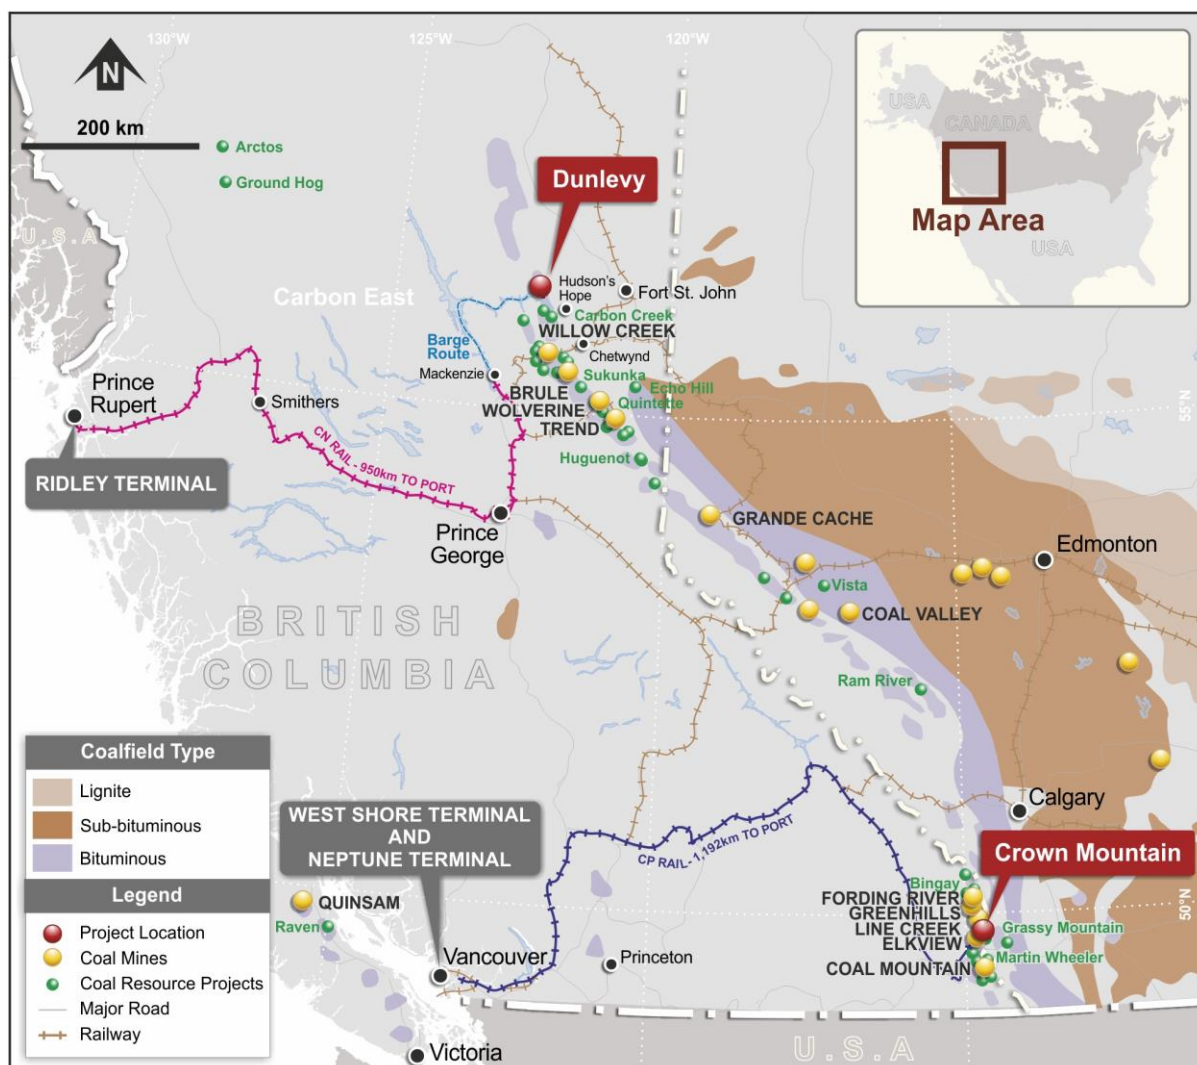 130°W
125°W
120°W
N
200 km
Arctos
Ground Hog
U.S.A
Dunlevy
USA
CANADA
Map Area
USA
Carbon East
Hudson's
Hope
Fort St. John
Carbon Creek
WILLOW CREEK
Barge
Route
Chetwynd
Mackenzie
Sukunka
Echo Hill
BRULE
Quintette
WOLVERINE
TREND
55°N
Prince
Rupert
Smithers
CN RAIL - 950km TO PORT
Huguenot
RIDLEY TERMINAL
Prince
George
GRANDE CACHE
Edmonton
Vista
COAL VALLEY
BRITISH
COLUMBIA
Ram River
Coalfield Type
Lignite
Sub-bituminous
Bituminous
Legend
Project Location
Coal Mines
Coal Resource Projects
Major Road
Railway
WEST SHORE TERMINAL
AND
NEPTUNE TERMINAL
CP RAIL - 1,192km TO PORT
Calgary
Crown Mountain
QUINSAM
Raven
Bingay
FORDING RIVER
GREENHILLS
LINE CREEK
ELKVIEW
COAL MOUNTAIN
Grassy Mountain
Martin Wheeler
50°N
Vancouver
Princeton
Victoria
U.S.A